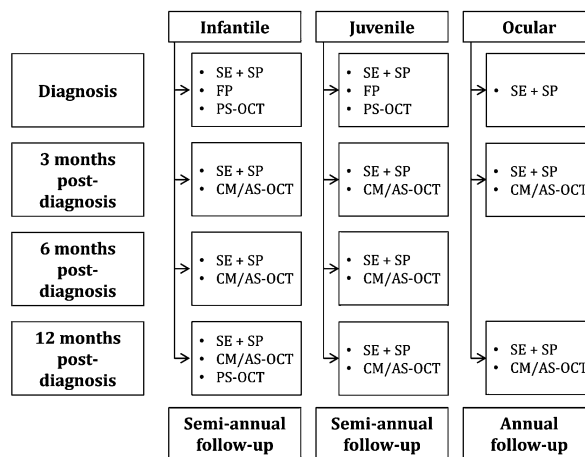 Infantile
Juvenile
Ocular
Diagnosis
• SE + SP
• FP
• PS-OCT
• SE + SP
• FP
• PS-OCT
• SE + SP
3 months
post-
diagnosis
• SE + SP
• CM/AS-OCT
• SE + SP
• CM/AS-OCT
• SE + SP
• CM/AS-OCT
6 months
post-
diagnosis
• SE + SP
• CM/AS-OCT
• SE + SP
• CM/AS-OCT
12 months
post-
diagnosis
• SE + SP
• CM/AS-OCT
• PS-OCT
• SE + SP
• CM/AS-OCT
• SE + SP
• CM/AS-OCT
Semi-annual
follow-up
Semi-annual
follow-up
Annual
follow-up